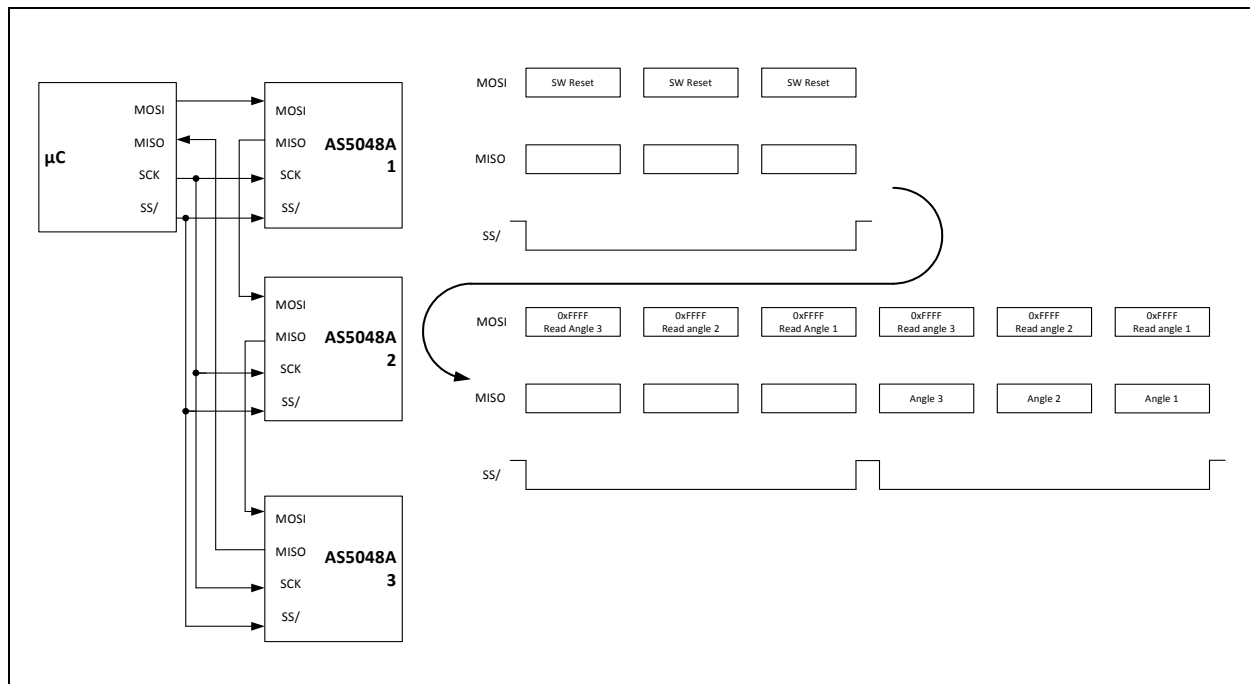 µC
MOSI
MISO
SCK
SS/
MOSI
MISO
SCK
SS/
AS5048A
1
MOSI
MISO
SCK
SS/
AS5048A
2
MOSI
MISO
SCK
SS/
AS5048A
3
MOSI
SW Reset
SW Reset
SW Reset
MISO
SS/
MOSI
0xFFFF
Read Angle 3
0xFFFF
Read angle 2
0xFFFF
Read Angle 1
0xFFFF
Read angle 3
0xFFFF
Read angle 2
0xFFFF
Read angle 1
MISO
Angle 3
Angle 2
Angle 1
SS/